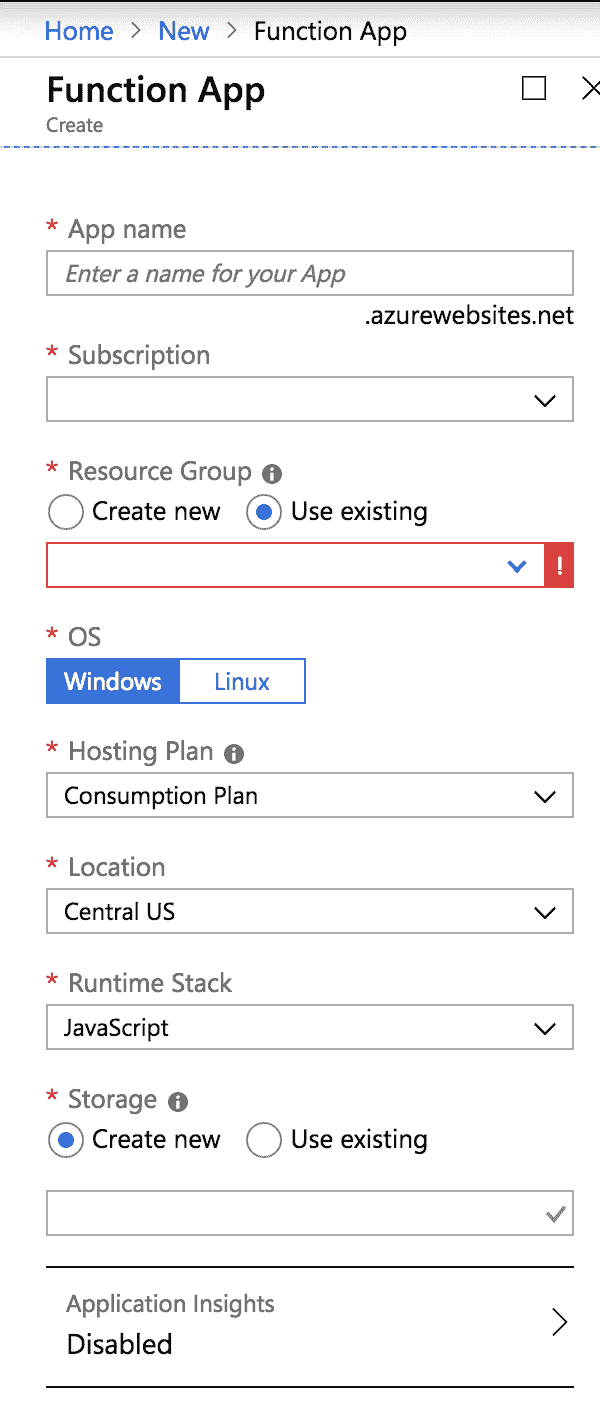 Home > New > Function App
Function App
Create
* App name
Enter a name for your App
.azurewebsites.net
* Subscription
* Resource Group i
Create new Use existing
!
* OS
Windows Linux
* Hosting Plan i
Consumption Plan
* Location
Central US
* Runtime Stack
JavaScript
* Storage i
Create new Use existing
Application Insights
Disabled